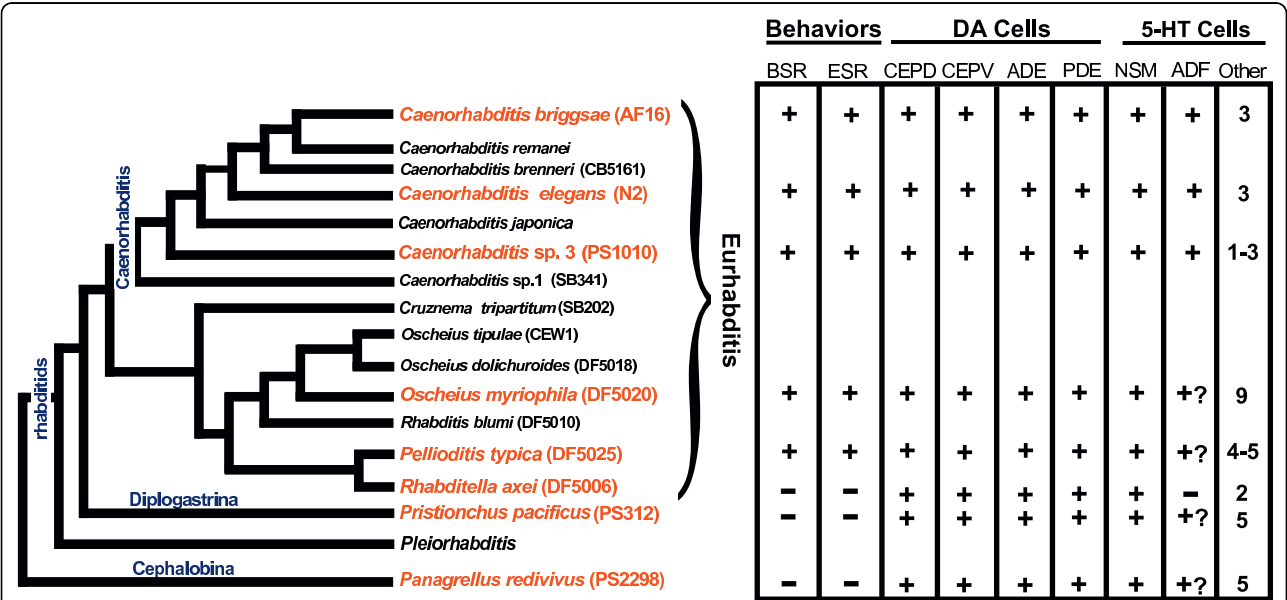 Behaviors DA Cells 5-HT Cells
BSR ESR CEPD CEPV ADE PDE NSM ADF Other
Caenorhabditis briggsae (AF16) + + + + + + + + 3
Caenorhabditis remanei
Caenorhabditis brenneri (CB5161)
Caenorhabditis elegans (N2) + + + + + + + + 3
Caenorhabditis japonica
Caenorhabditis sp. 3 (PS1010) + + + + + + + + 1-3
Caenorhabditis sp.1 (SB341)
Cruznema tripartitum (SB202)
Oscheius tipulae (CEW1)
Oscheius dolichuroides (DF5018)
Oscheius myriophila (DF5020) + + + + + + + +? 9
Rhabditis blumi (DF5010)
Pellioditis typica (DF5025) + + + + + + + +? 4-5
Rhabditella axei (DF5006) - - + + + + + - 2
Pristionchus pacificus (PS312) - - + + + + + +? 5
Pleiorhabditis
Panagrellus redivivus (PS2298) - - + + + + + +? 5
Caenorhabditis
rhabditids
Diplogastrina
Cephalobina
Eurhabditis